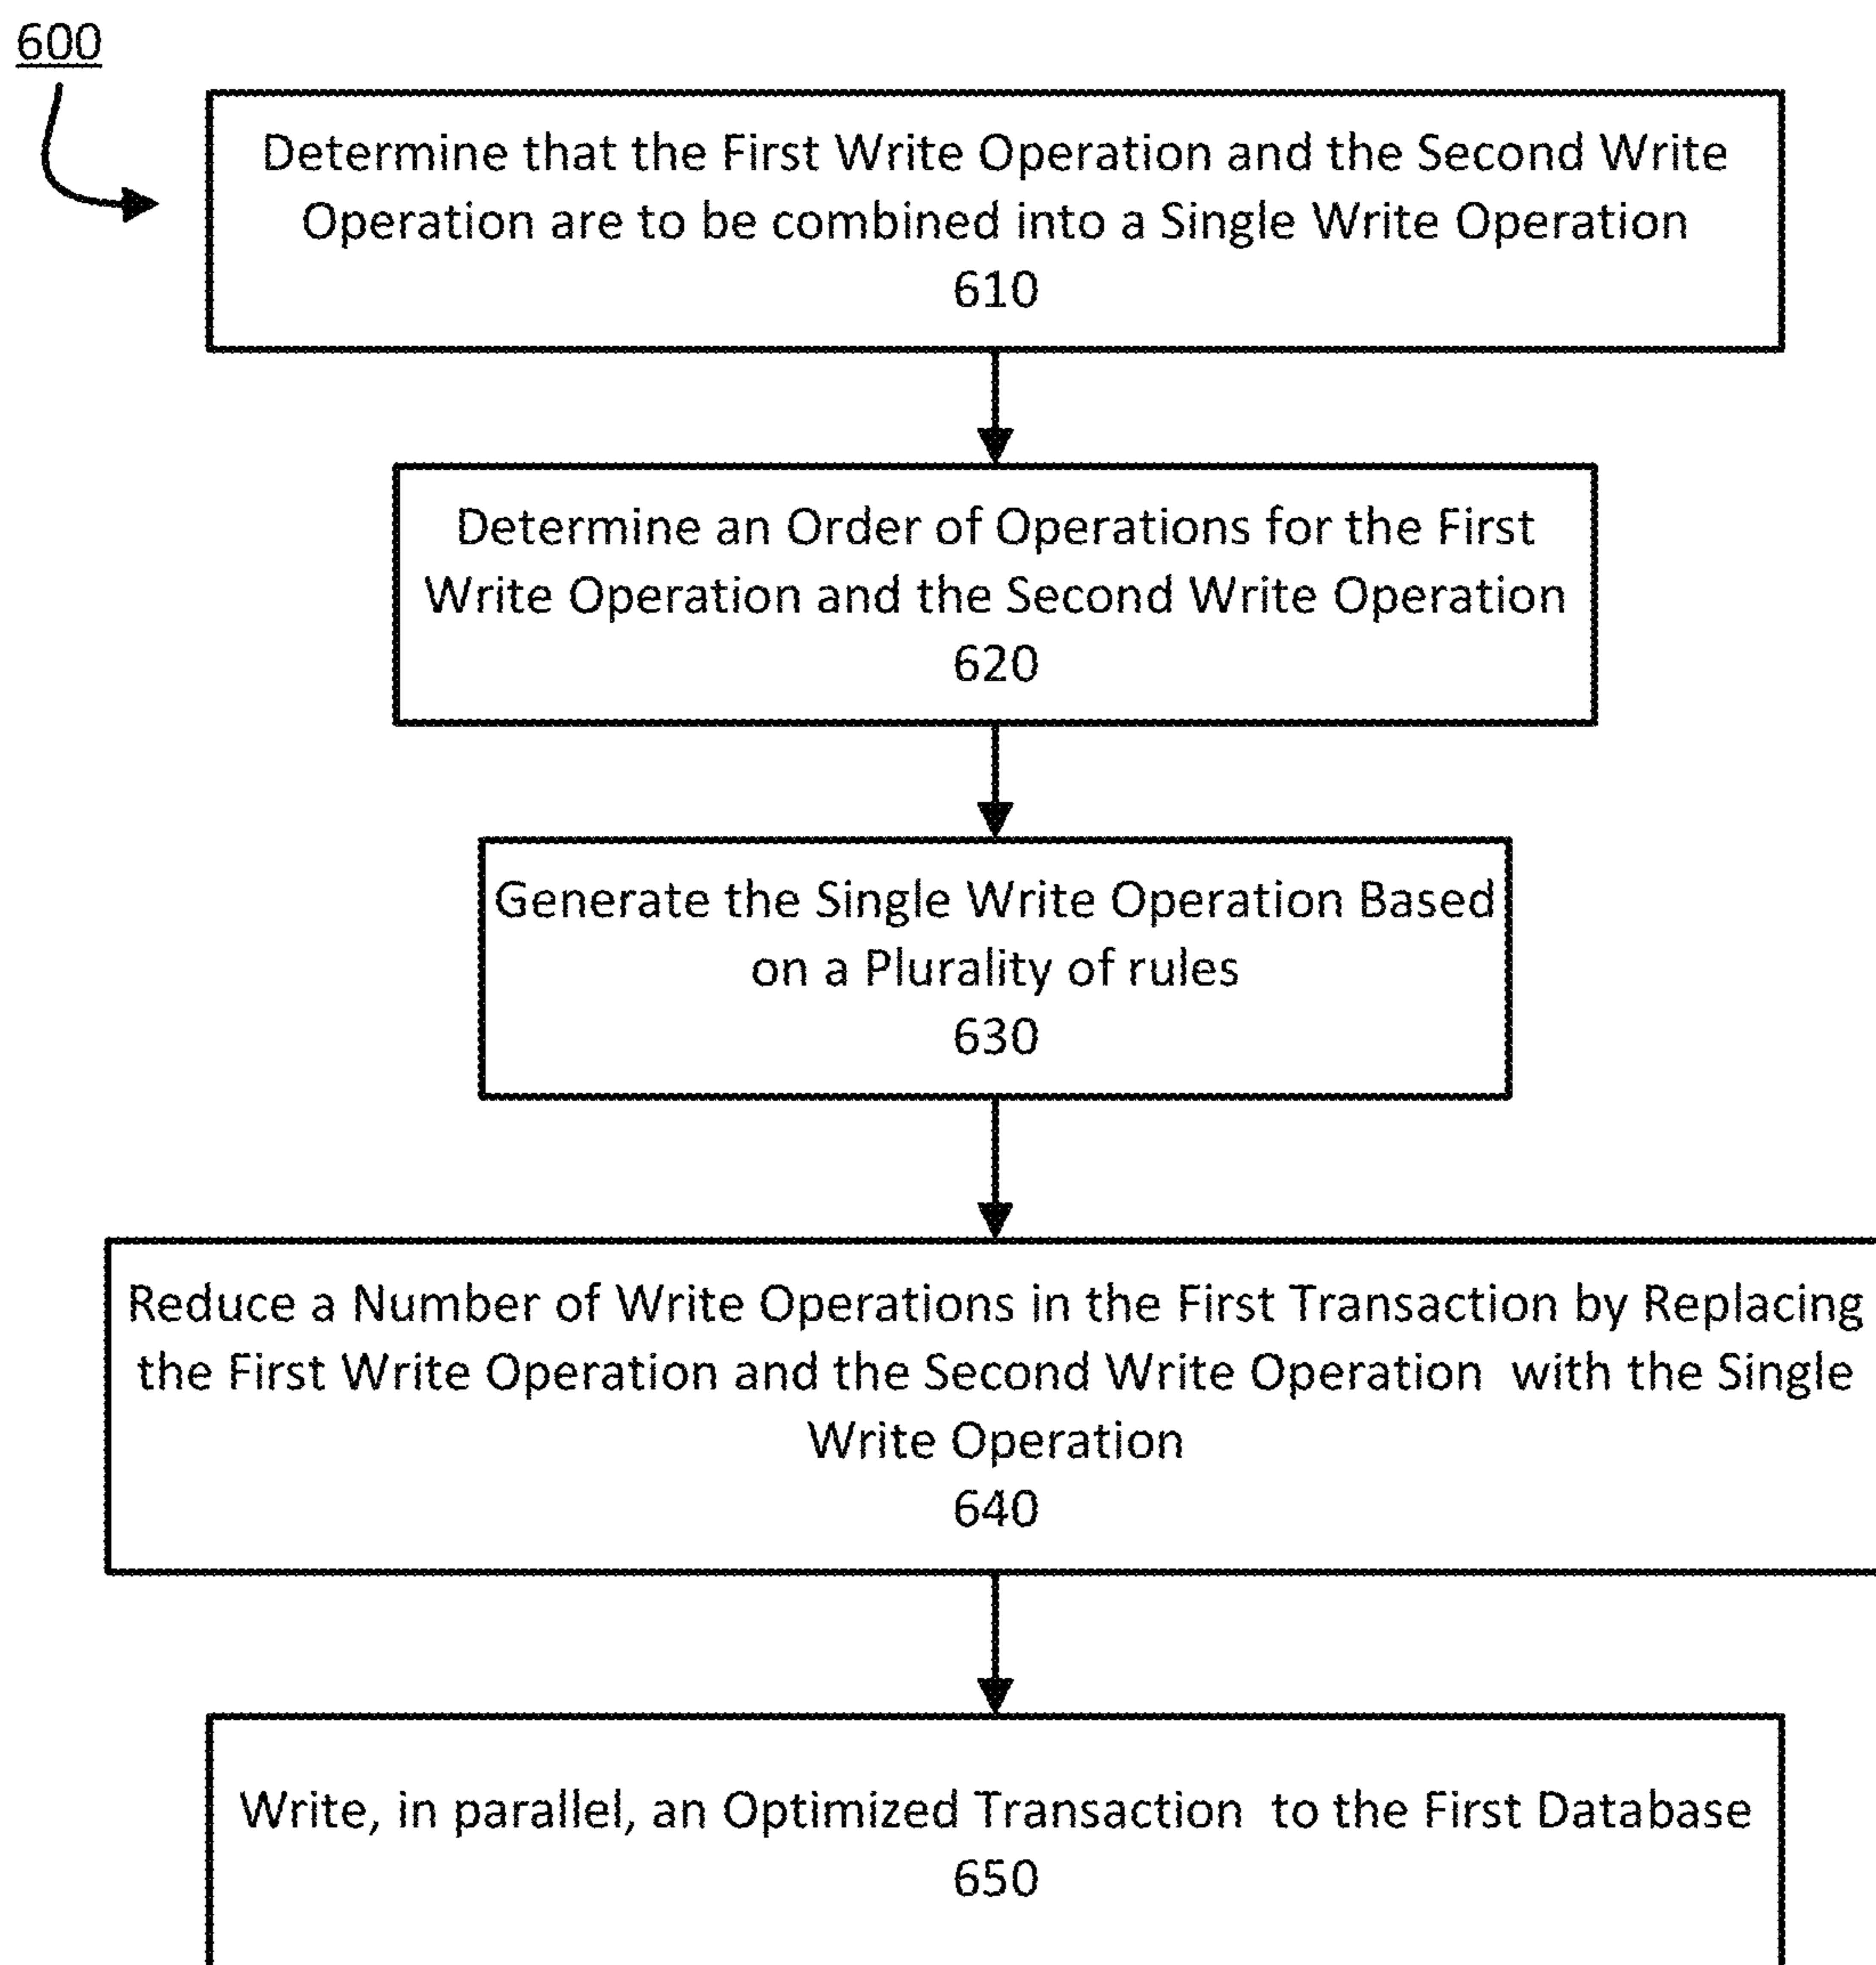 600
Determine that the First Write Operation and the Second Write
Operation are to be combined into a Single Write Operation
610
Determine an Order of Operations for the First
Write Operation and the Second Write Operation
620
Generate the Single Write Operation Based
on a Plurality of rules
630
Reduce a Number of Write Operations in the First Transaction by Replacing
the First Write Operation and the Second Write Operation with the Single
Write Operation
640
Write, in parallel, an Optimized Transaction to the First Database
650